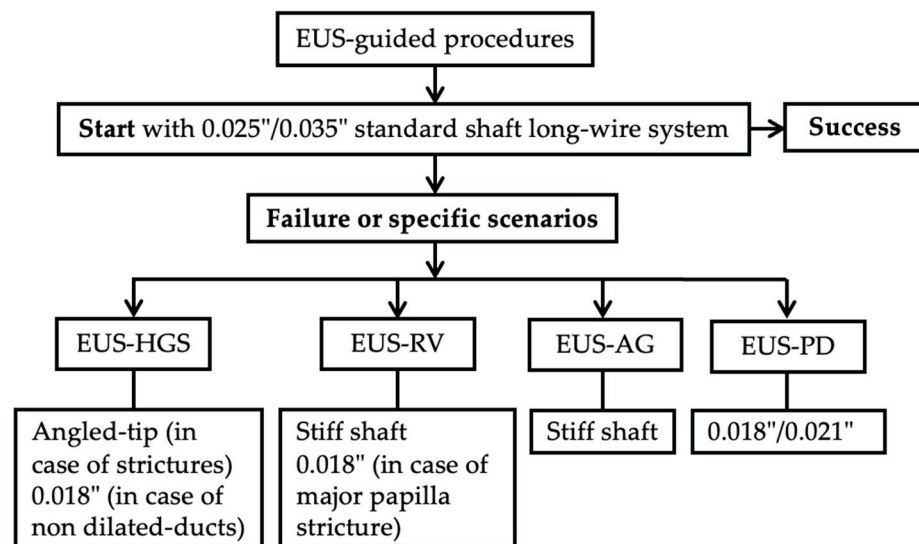 EUS-guided procedures
Start with 0.025"/0.035" standard shaft long-wire system
Success
Failure or specific scenarios
EUS-HGS
EUS-RV
EUS-AG
EUS-PD
Angled-tip (in
case of strictures)
0.018" (in case of
non dilated-ducts)
Stiff shaft
0.018" (in case of
major papilla
stricture)
Stiff shaft
0.018"/0.021"